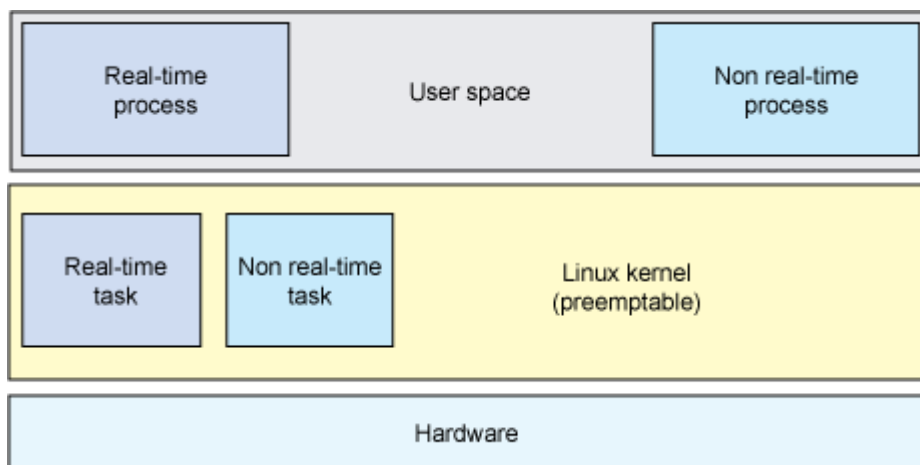 Real-time
process
User space
Non real-time
process
Real-time
task
Non real-time
task
Linux kernel
(preemptable)
Hardware